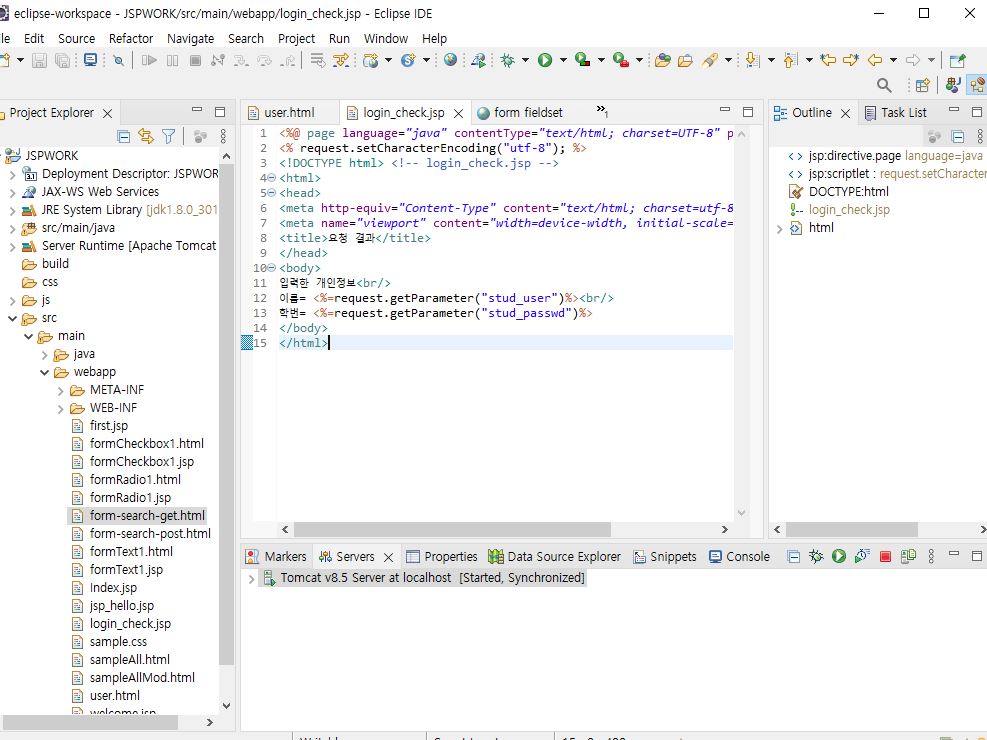 eclipse-workspace - JSPWORK/src/main/webapp/login_check.jsp - Eclipse IDE
le Edit Source Refactor Navigate Search Project Run Window Help
Project Explorer
JSPWORK
Deployment Descriptor: JSPWOR
JAX-WS Web Services
JRE System Library [jdk1.8.0_301
src/main/java
Server Runtime [Apache Tomcat
build
css
js
src
main
java
webapp
META-INF
WEB-INF
first.jsp
formCheckbox1.html
formCheckbox1.jsp
formRadio1.html
formRadio1.jsp
form-search-get.html
form-search-post.html
formText1.html
formText1.jsp
Index.jsp
jsp_hello.jsp
login_check.jsp
sample.css
sampleAll.html
sampleAllMod.html
user.html
welcome.jsp
user.html login_check.jsp form fieldset »1
1 <%@ page language="java" contentType="text/html; charset=UTF-8" p
2 <% request.setCharacterEncoding("utf-8"); %>
3 <!DOCTYPE html> <!-- login_check.jsp -->
4 <html>
5 <head>
6 <meta http-equiv="Content-Type" content="text/html; charset=utf-8
7 <meta name="viewport" content="width=device-width, initial-scale=
8 <title>요청 결과</title>
9 </head>
10 <body>
11 입력한 개인정보<br/>
12 이름= <%=request.getParameter("stud_user")%><br/>
13 학번= <%=request.getParameter("stud_passwd")%>
14 </body>
15 </html>
Outline Task List
jsp:directive.page language=java
jsp:scriptlet : request.setCharacter
DOCTYPE:html
login_check.jsp
html
Markers Servers Properties Data Source Explorer Snippets Console
Tomcat v8.5 Server at localhost [Started, Synchronized]